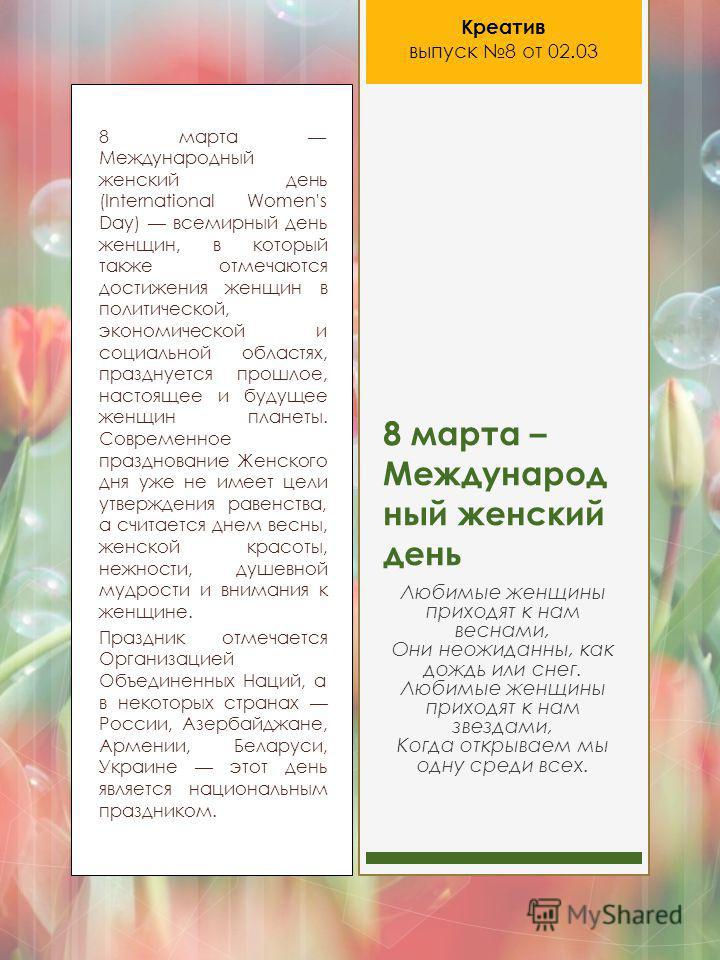 Креатив
выпуск №8 от 02.03
8 марта —
Международный
женский день
(International Women's
Day) — всемирный день
женщин, в который
также отмечаются
достижения женщин в
политической,
экономической и
социальной областях,
празднуется прошлое,
настоящее и будущее
женщин планеты.
Современное
празднование Женского
дня уже не имеет цели
утверждения равенства,
а считается днем весны,
женской красоты,
нежности, душевной
мудрости и внимания к
женщине.
Праздник отмечается
Организацией
Объединенных Наций, а
в некоторых странах —
России, Азербайджане,
Армении, Беларуси,
Украине — этот день
является национальным
праздником.
8 марта –
Международ
ный женский
день
Любимые женщины
приходят к нам
веснами,
Они неожиданны, как
дождь или снег.
Любимые женщины
приходят к нам
звездами,
Когда открываем мы
одну среди всех.
MyShared